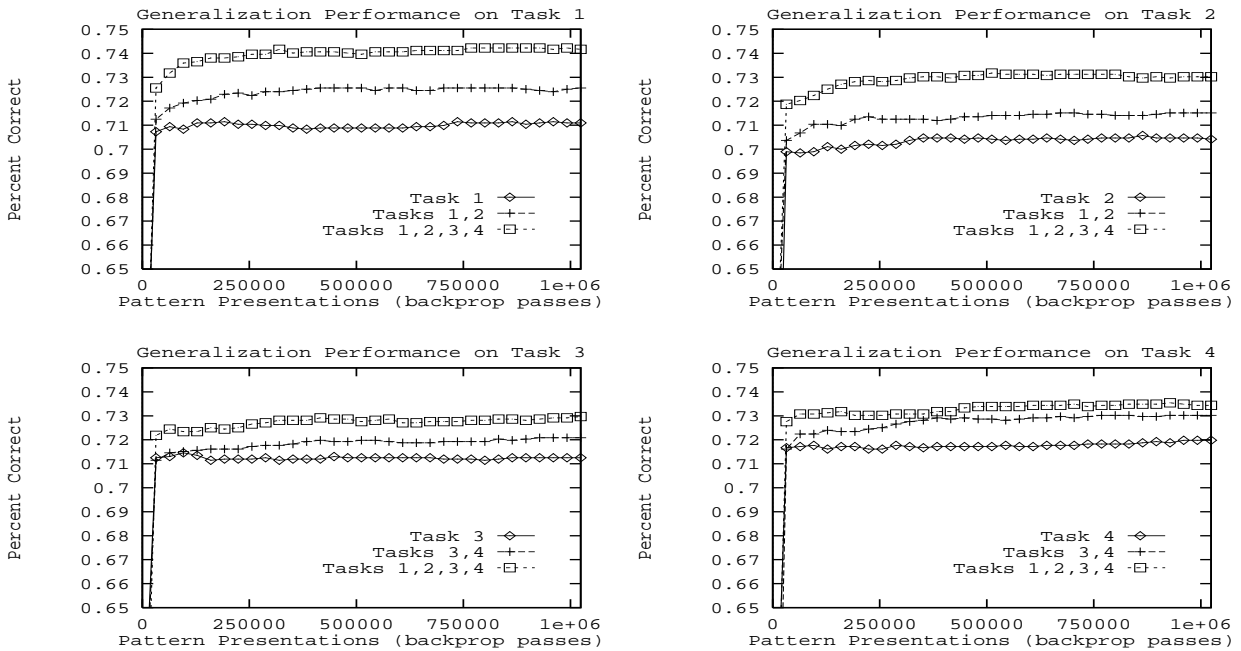 Generalization Performance on Task 1
0.75
0.74
0.73
0.72
0.71
0.7
0.69
0.68
0.67
0.66
0.65
Percent Correct
Task 1
Tasks 1,2
Tasks 1,2,3,4
0 250000 500000 750000 1e+06
Pattern Presentations (backprop passes)
Generalization Performance on Task 2
0.75
0.74
0.73
0.72
0.71
0.7
0.69
0.68
0.67
0.66
0.65
Percent Correct
Task 2
Tasks 1,2
Tasks 1,2,3,4
0 250000 500000 750000 1e+06
Pattern Presentations (backprop passes)
Generalization Performance on Task 3
0.75
0.74
0.73
0.72
0.71
0.7
0.69
0.68
0.67
0.66
0.65
Percent Correct
Task 3
Tasks 3,4
Tasks 1,2,3,4
0 250000 500000 750000 1e+06
Pattern Presentations (backprop passes)
Generalization Performance on Task 4
0.75
0.74
0.73
0.72
0.71
0.7
0.69
0.68
0.67
0.66
0.65
Percent Correct
Task 4
Tasks 3,4
Tasks 1,2,3,4
0 250000 500000 750000 1e+06
Pattern Presentations (backprop passes)